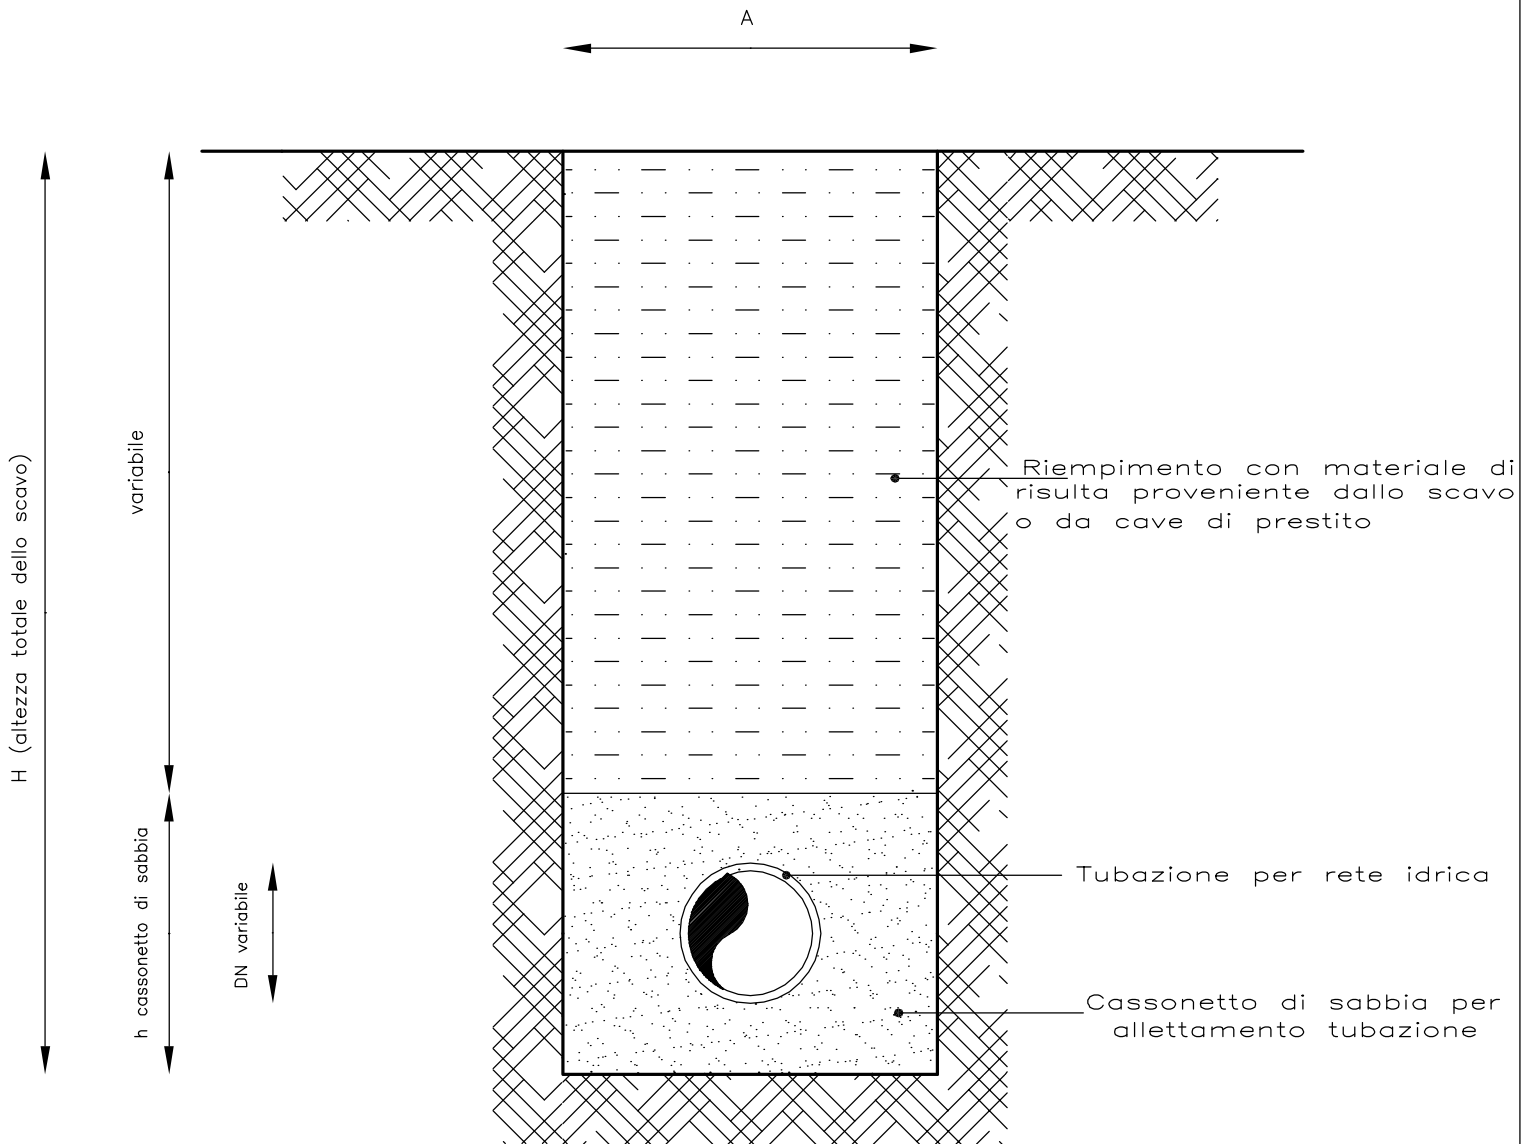 A
H (altezza totale dello scavo)
variabile
h cassonetto di sabbia
DN variabile
Riempimento con materiale di
risulta proveniente dallo scavo
o da cave di prestito
Tubazione per rete idrica
Cassonetto di sabbia per
allettamento tubazione